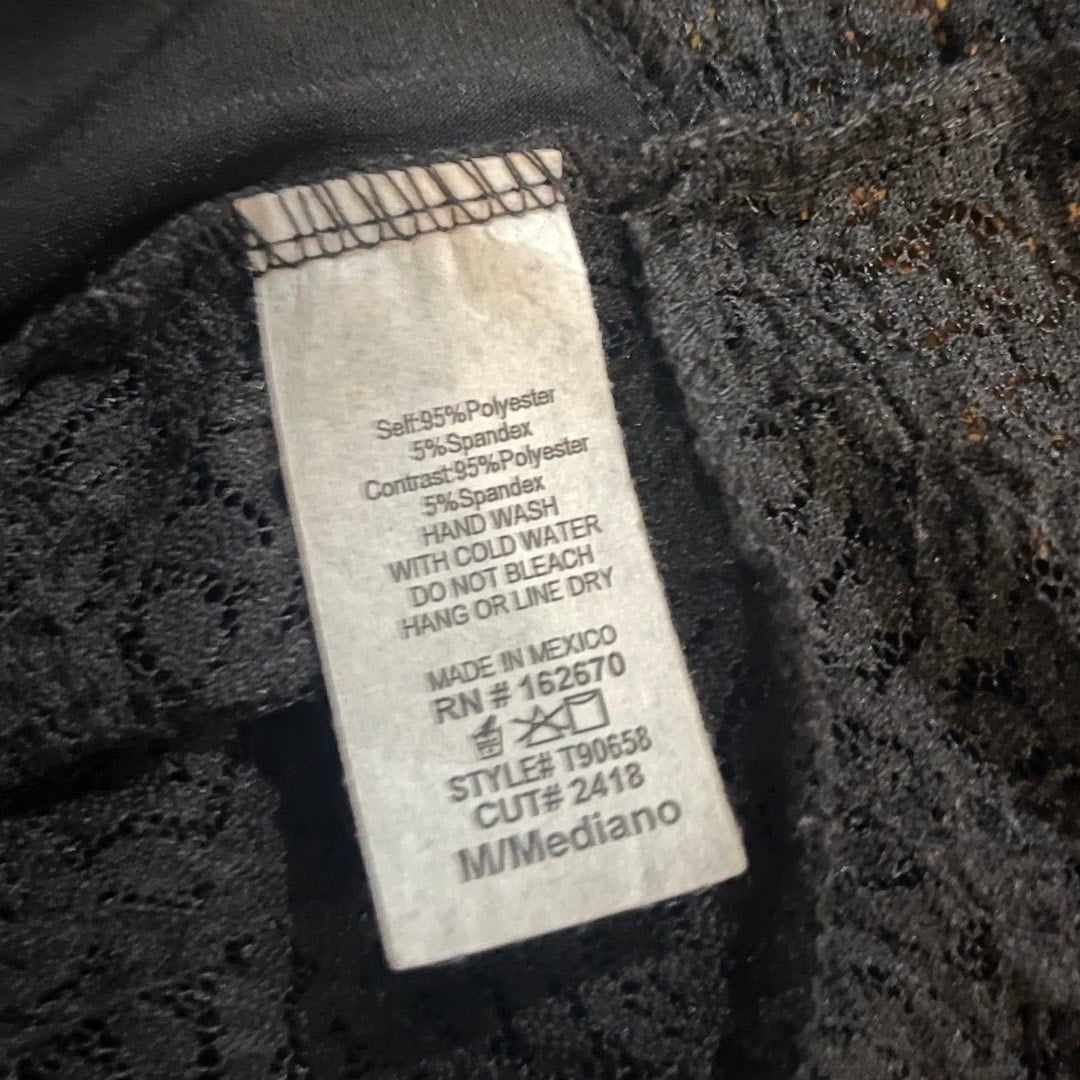 Self:95%Polyester
5%Spandex
Contrast:95%Polyester
5%Spandex
HAND WASH
WITH COLD WATER
DO NOT BLEACH
HANG OR LINE DRY
MADE IN MEXICO
RN # 162670
STYLE# T90658
CUT# 2418
M/Mediano